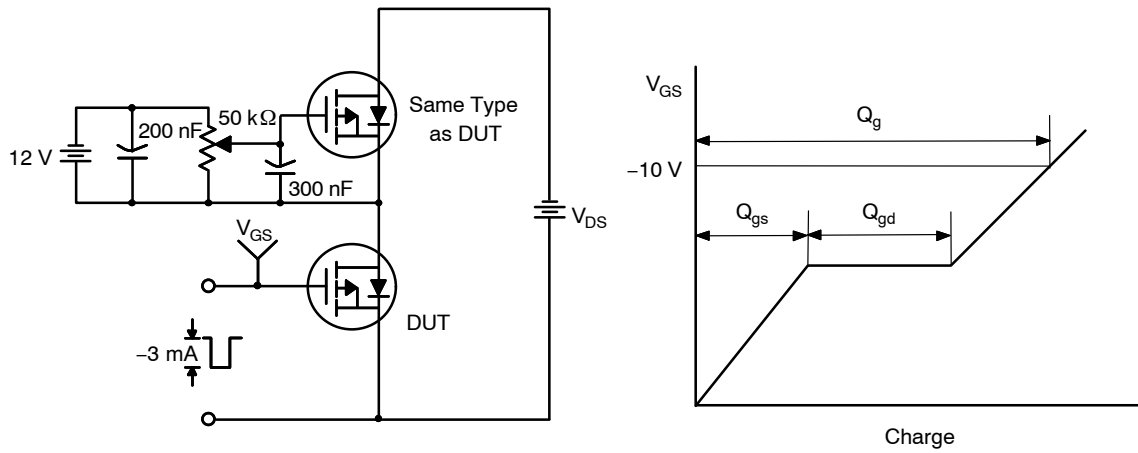 12 V
200 nF
50 kΩ
300 nF
Same Type
as DUT
V_DS
V_GS
DUT
−3 mA
V_GS
Q_g
−10 V
Q_gs
Q_gd
Charge